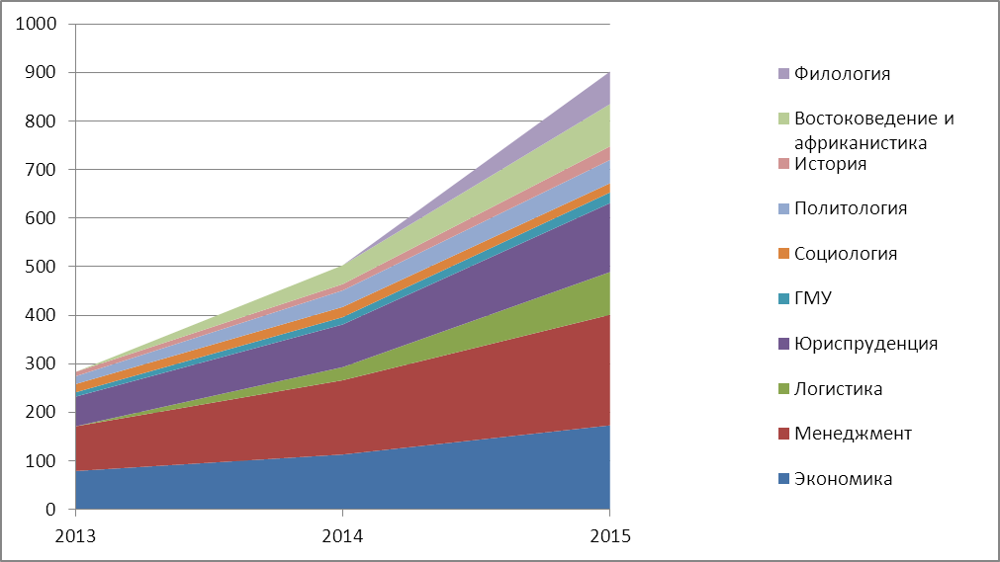 1000
900
800
700
600
500
400
300
200
100
0
2013
2014
2015
Филология
Востоковедение и
африканистика
История
Политология
Социология
ГМУ
Юриспруденция
Логистика
Менеджмент
Экономика